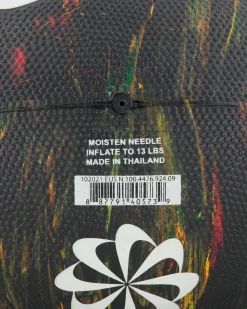 MOISTEN NEEDLE
INFLATE TO 13 LBS
MADE IN THAILAND
102021 EUS N.100.4476.924.09
8 87791 40573 9